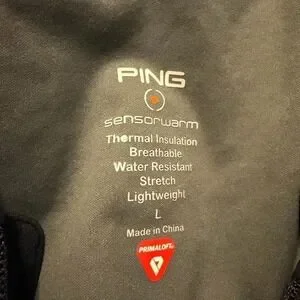 PING
sensorwarm
Thermal Insulation
Breathable
Water Resistant
Stretch
Lightweight
L
Made in China
PRIMALOFT®